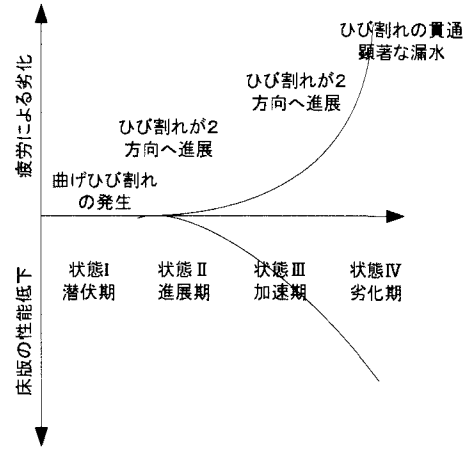 ひび割れの貫通
顕著な漏水
ひび割れが2
方向へ進展
ひび割れが2
方向へ進展
曲げひび割れ
の発生
疲労による劣化
床版の性能低下
状態Ⅰ
潜伏期
状態Ⅱ
進展期
状態Ⅲ
加速期
状態Ⅳ
劣化期